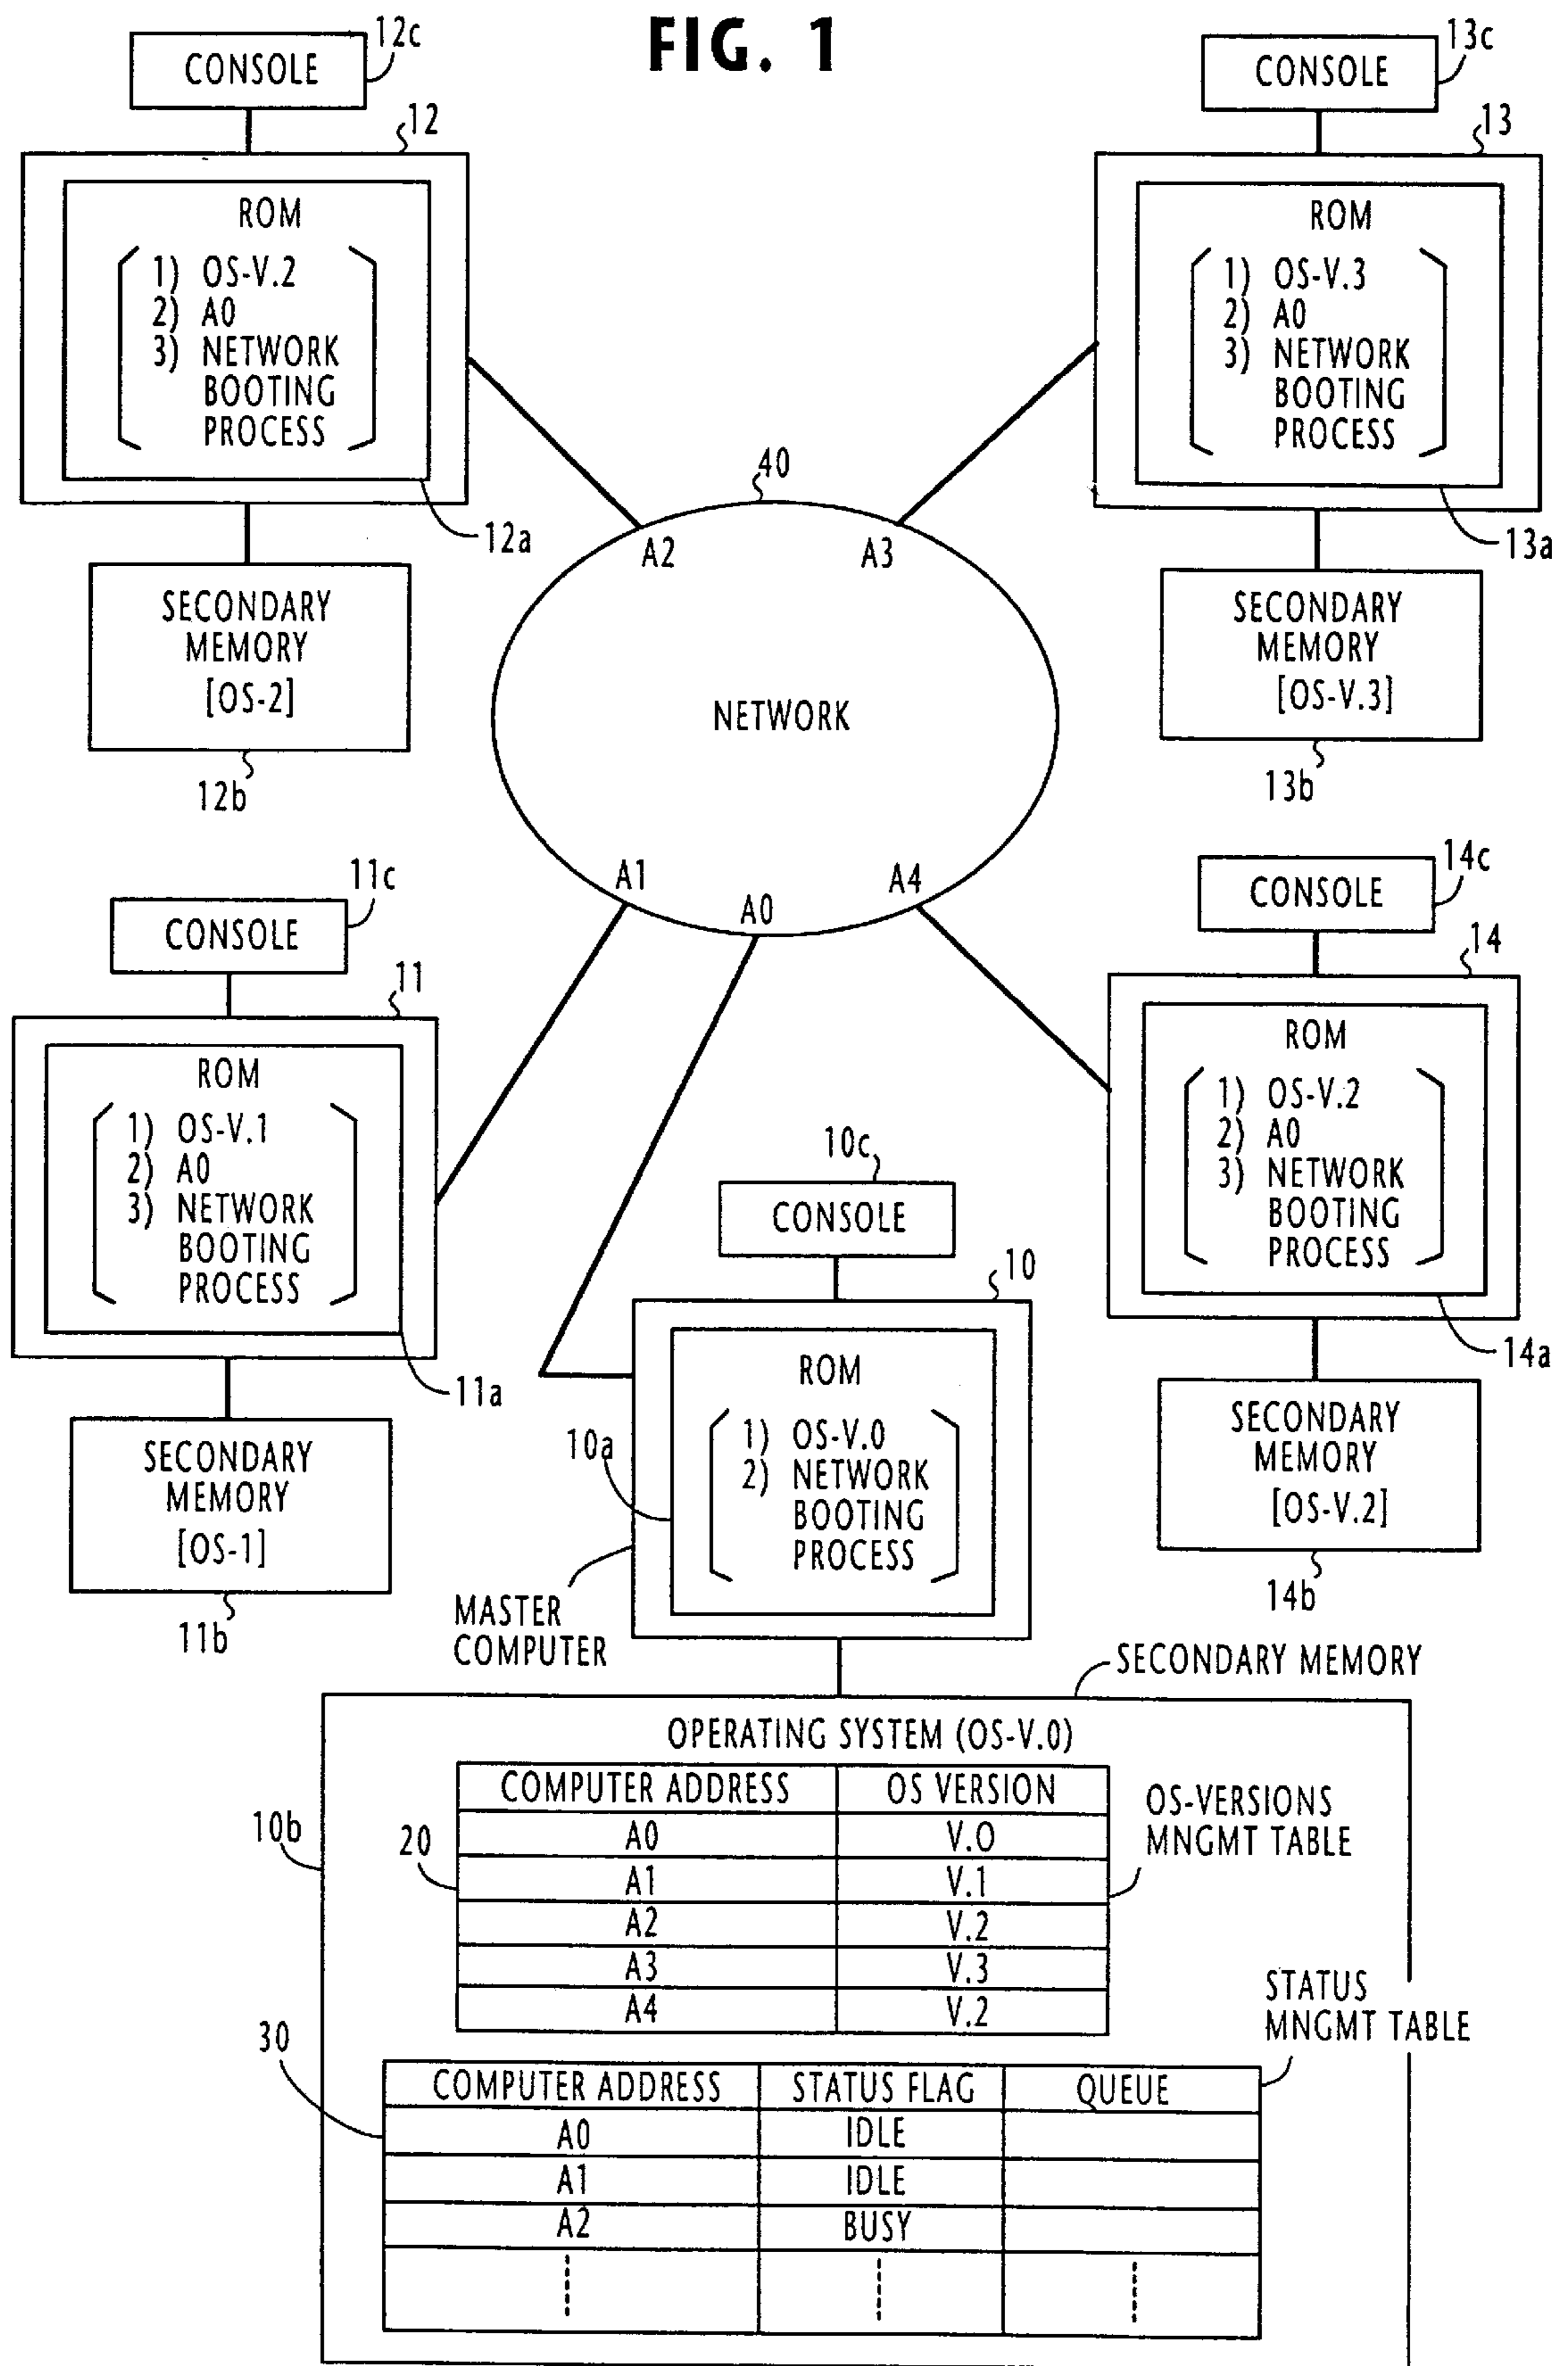 FIG. 1
12c
CONSOLE
12
ROM
1) OS-V.2
2) A0
3) NETWORK
BOOTING
PROCESS
12a
SECONDARY
MEMORY
[OS-2]
12b
13c
CONSOLE
13
ROM
1) OS-V.3
2) A0
3) NETWORK
BOOTING
PROCESS
13a
SECONDARY
MEMORY
[OS-V.3]
13b
40
A2
A3
NETWORK
A1
A0
A4
11c
CONSOLE
11
ROM
1) OS-V.1
2) A0
3) NETWORK
BOOTING
PROCESS
11a
SECONDARY
MEMORY
[OS-1]
11b
14c
CONSOLE
14
ROM
1) OS-V.2
2) A0
3) NETWORK
BOOTING
PROCESS
14a
SECONDARY
MEMORY
[OS-V.2]
14b
10c
CONSOLE
10
ROM
1) OS-V.0
2) NETWORK
BOOTING
PROCESS
10a
MASTER
COMPUTER
SECONDARY MEMORY
10b
OPERATING SYSTEM (OS-V.0)
20
COMPUTER ADDRESS OS VERSION
A0 V.0
A1 V.1
A2 V.2
A3 V.3
A4 V.2
OS-VERSIONS
MNGMT TABLE
STATUS
MNGMT TABLE
30
COMPUTER ADDRESS STATUS FLAG QUEUE
A0 IDLE
A1 IDLE
A2 BUSY